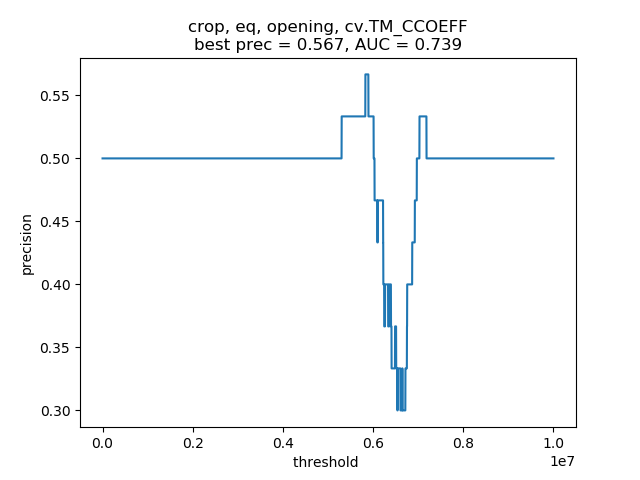 crop, eq, opening, cv.TM_CCOEFF
best prec = 0.567, AUC = 0.739
0.55
0.50
0.45
0.40
0.35
0.30
precision
0.0
0.2
0.4
0.6
0.8
1.0
1e7
threshold